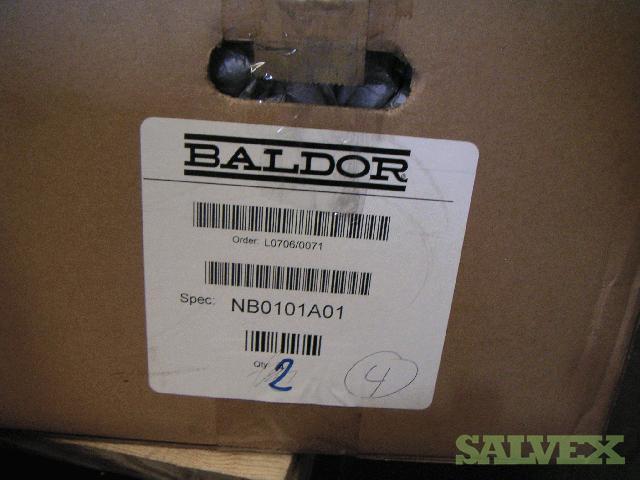 BALDOR
Order: L0706/0071
Spec: NB0101A01
Qty
2
4
SALVEX